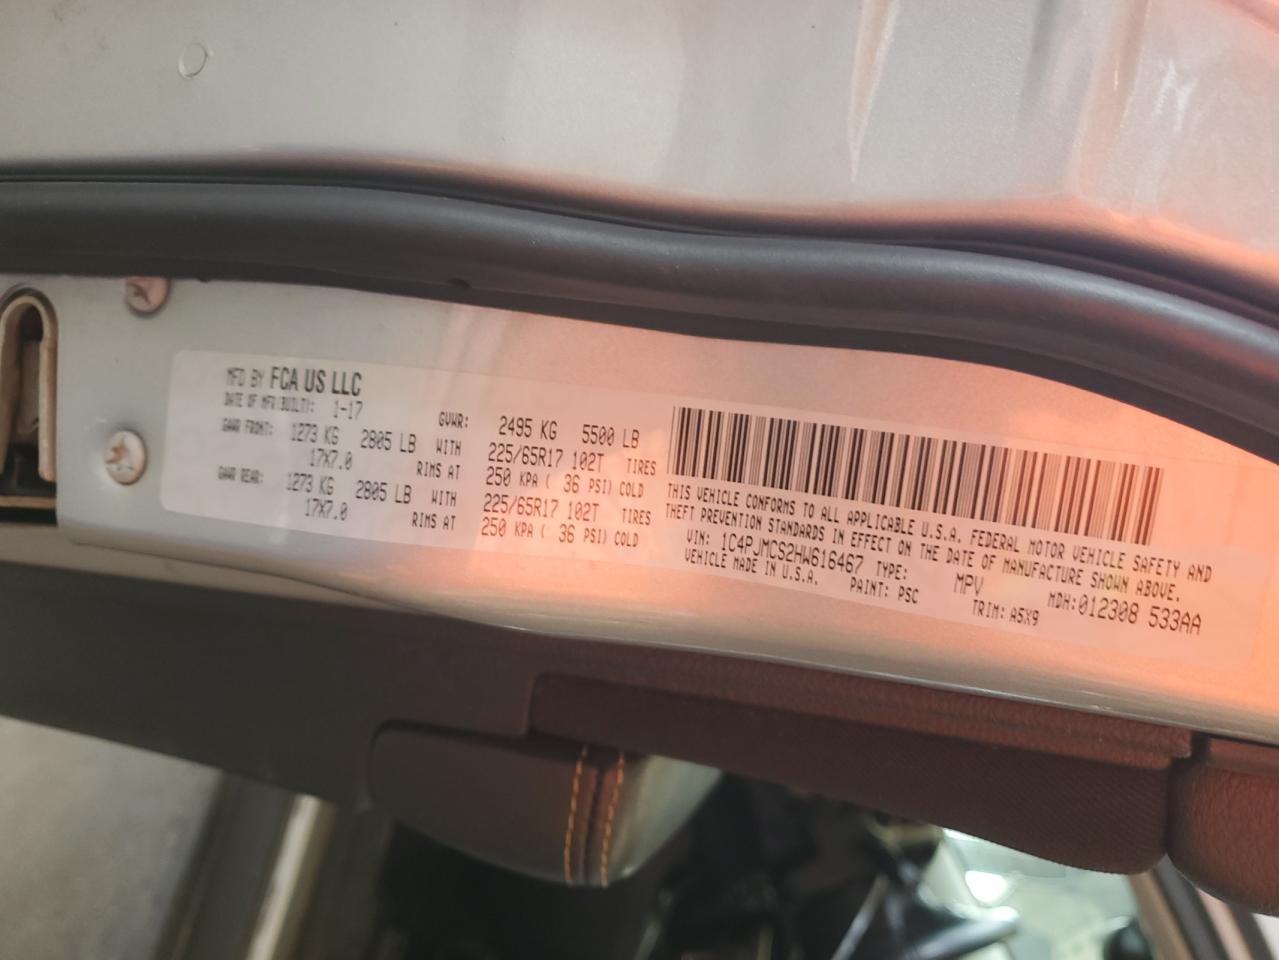 MFD BY FCA US LLC
DATE OF MFR(BUILT): 1-17 GVWR: 2495 KG 5500 LB
GAWR FRONT: 1273 KG 2805 LB WITH 225/65R17 102T TIRES
17X7.0 RIMS AT 250 KPA ( 36 PSI) COLD
GAWR REAR: 1273 KG 2805 LB WITH 225/65R17 102T TIRES
17X7.0 RIMS AT 250 KPA ( 36 PSI) COLD
THIS VEHICLE CONFORMS TO ALL APPLICABLE U.S.A. FEDERAL MOTOR VEHICLE SAFETY AND
THEFT PREVENTION STANDARDS IN EFFECT ON THE DATE OF MANUFACTURE SHOWN ABOVE.
VIN: 1C4PJMCS2HW616467 TYPE: MPV MDH: 012308 533AA
VEHICLE MADE IN U.S.A. PAINT: PSC TRIM: A5X9